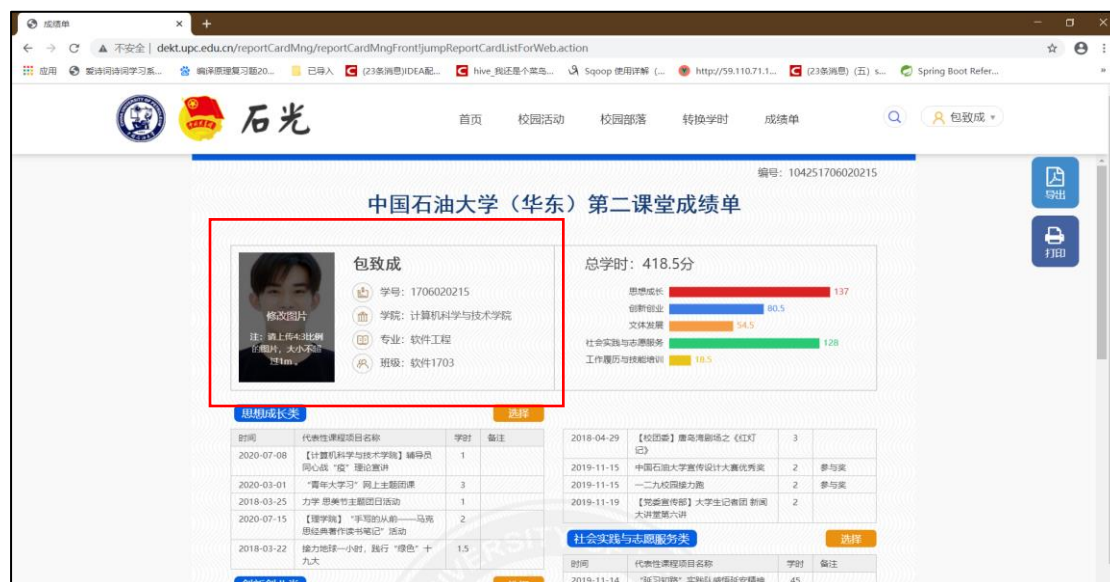 成绩单
不安全 | dekt.upc.edu.cn/reportCardMng/reportCardMngFront!jumpReportCardListForWeb.action
应用 爱诗词诗词学习系... 编译原理复习题20... 已导入 (23条消息)IDEA配... hive_我还是个菜鸟... Sqoop 使用详解 (... http://59.110.71.1... (23条消息) (五) s... Spring Boot Refer...
石光 首页 校园活动 校园部落 转换学时 成绩单 包致成
编号：104251706020215
导出
打印
中国石油大学（华东）第二课堂成绩单
修改图片
注：请上传4:3比例的图片，大小不超过1m。
包致成
学号：1706020215
学院：计算机科学与技术学院
专业：软件工程
班级：软件1703
总学时：418.5分
思想成长 137
创新创业 80.5
文体发展 54.5
社会实践与志愿服务 128
工作履历与技能培训 18.5
思想成长类 选择
时间 代表性课程项目名称 学时 备注
2020-07-08 【计算机科学与技术学院】辅导员 1
同心战“疫”理论宣讲
2020-03-01 “青年大学习”网上主题团课 3
2018-03-25 力学 思美节主题团日活动 1
2020-07-15 【理学院】“手写的从前——马克 2
思经典著作读书笔记”活动
2018-03-22 接力地球一小时，践行“绿色”十 1.5
九大
2018-04-29 【校团委】唐岛湾剧场之《红灯 3
记》
2019-11-15 中国石油大学宣传设计大赛优秀奖 2 参与奖
2019-11-15 一二九校园接力跑 2 参与奖
2019-11-19 【党委宣传部】大学生记者团 新闻 2
大讲堂第六讲
社会实践与志愿服务类 选择
时间 代表性课程项目名称 学时 备注
2019-11-14 45